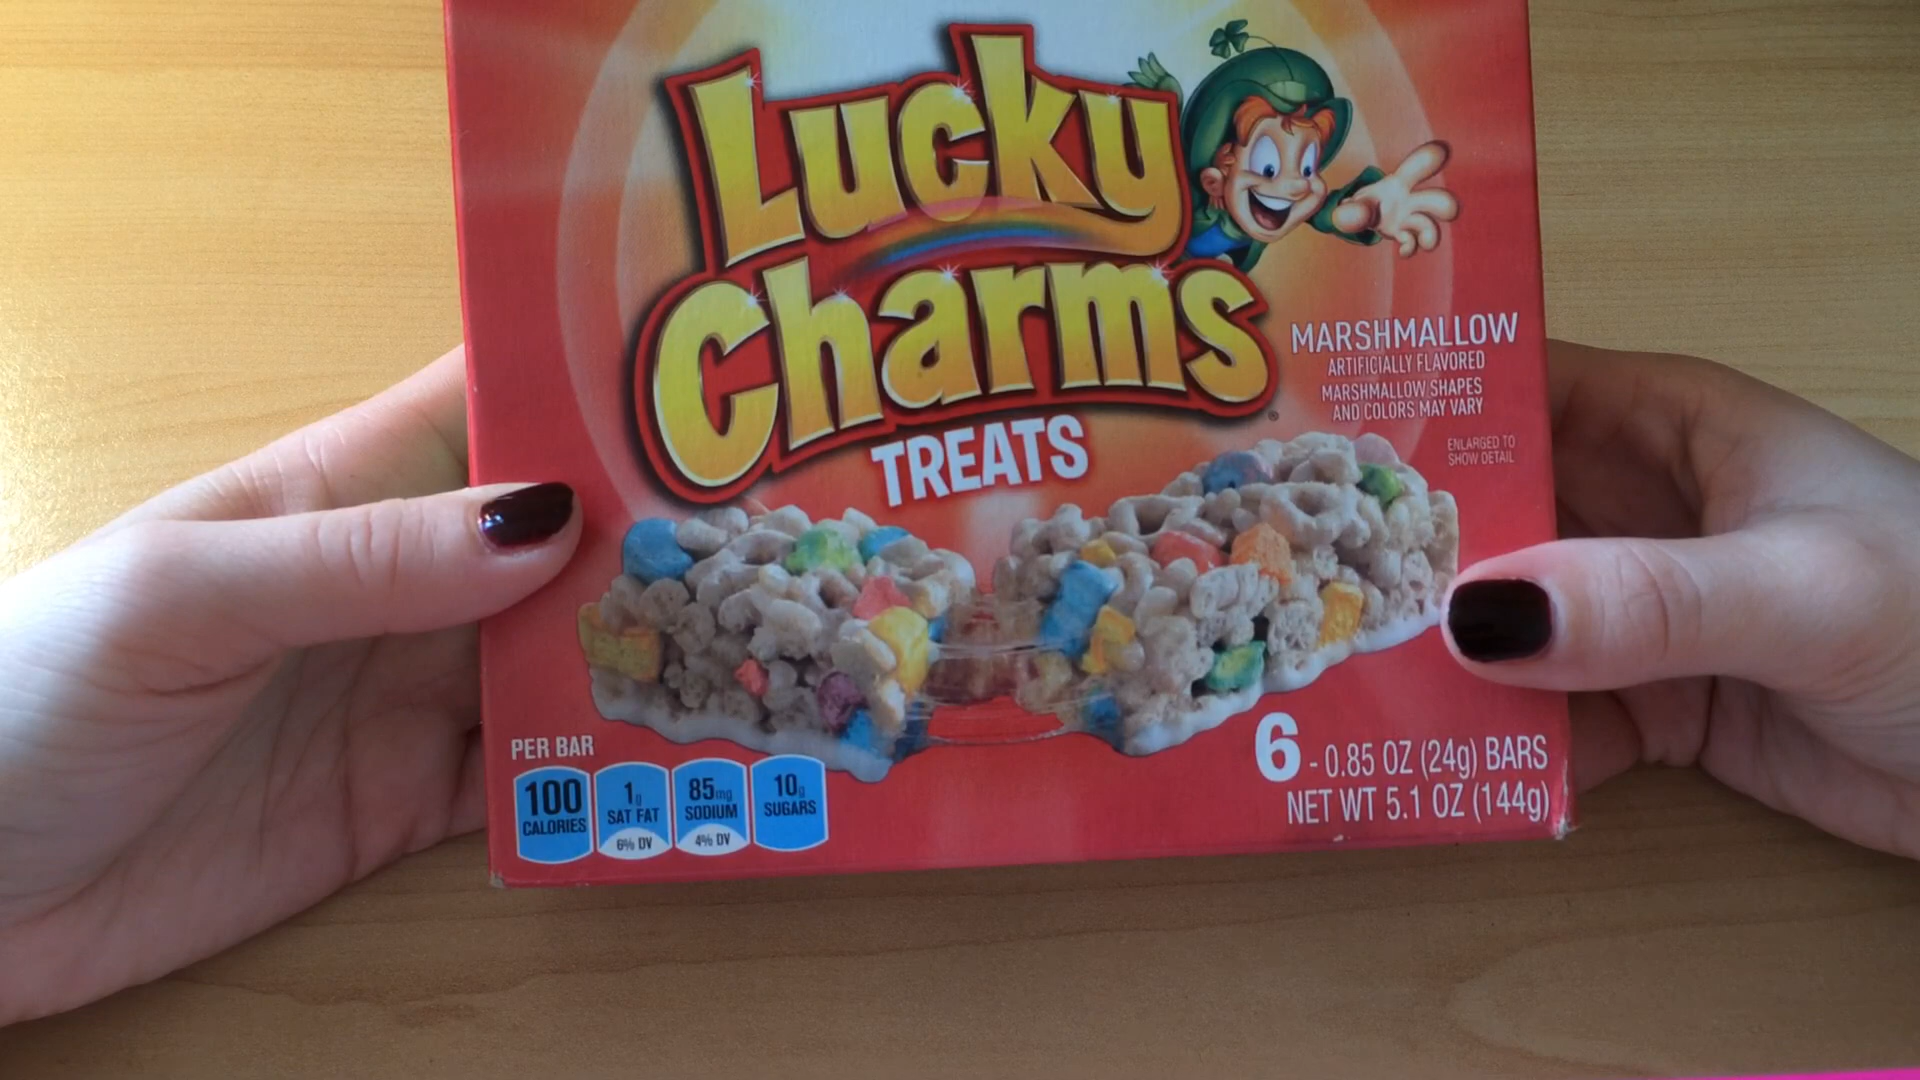 Lucky
Charms®
TREATS
MARSHMALLOW
ARTIFICIALLY FLAVORED
MARSHMALLOW SHAPES
AND COLORS MAY VARY
ENLARGED TO
SHOW DETAIL
PER BAR
100
CALORIES
1g
SAT FAT
6% DV
85mg
SODIUM
4% DV
10g
SUGARS
6 - 0.85 OZ (24g) BARS
NET WT 5.1 OZ (144g)